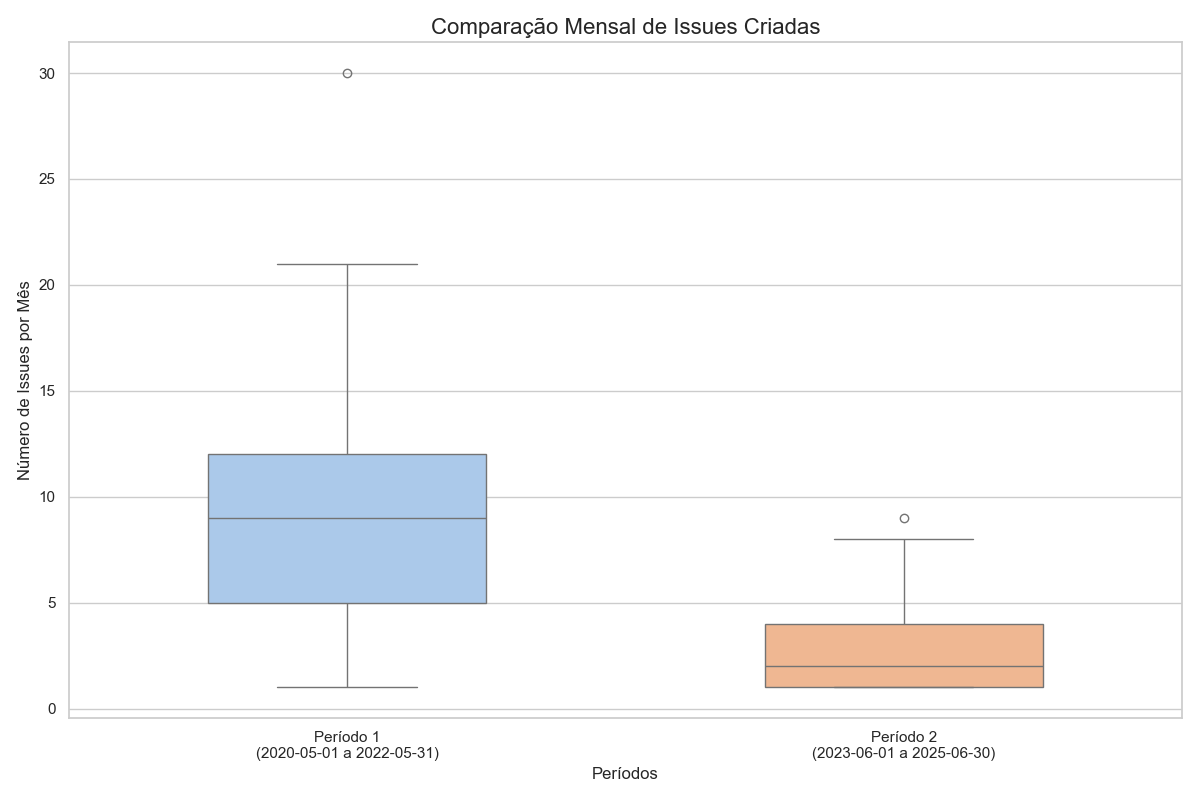 Comparação Mensal de Issues Criadas
Número de Issues por Mês
30
25
20
15
10
5
0
Período 1
(2020-05-01 a 2022-05-31)
Período 2
(2023-06-01 a 2025-06-30)
Períodos